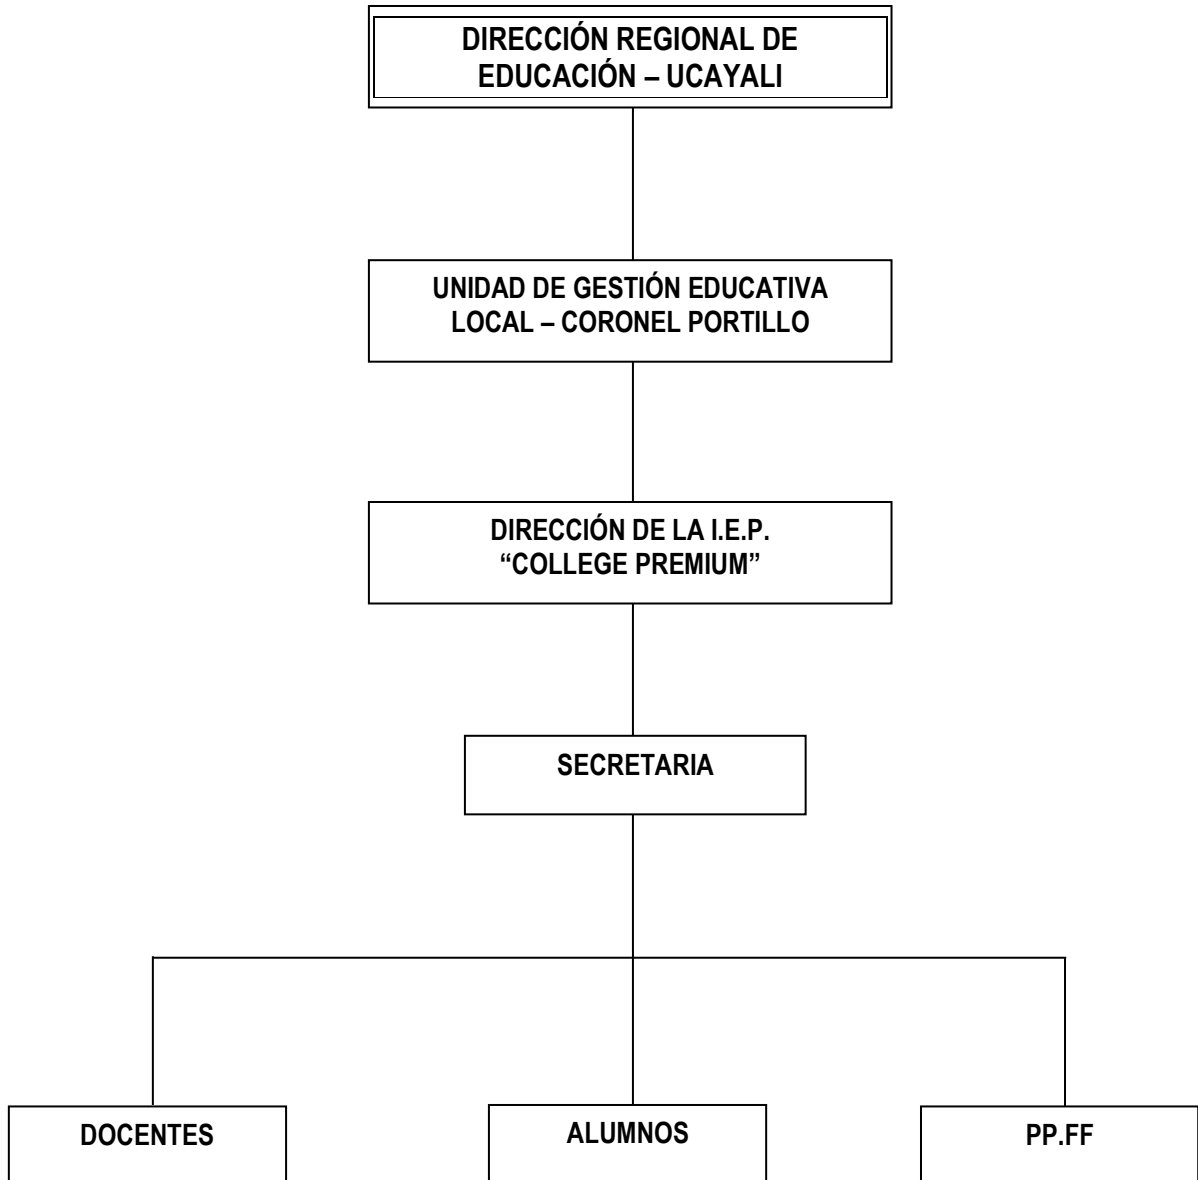 DIRECCIÓN REGIONAL DE
EDUCACIÓN – UCAYALI
UNIDAD DE GESTIÓN EDUCATIVA
LOCAL – CORONEL PORTILLO
DIRECCIÓN DE LA I.E.P.
“COLLEGE PREMIUM”
SECRETARIA
DOCENTES
ALUMNOS
PP.FF